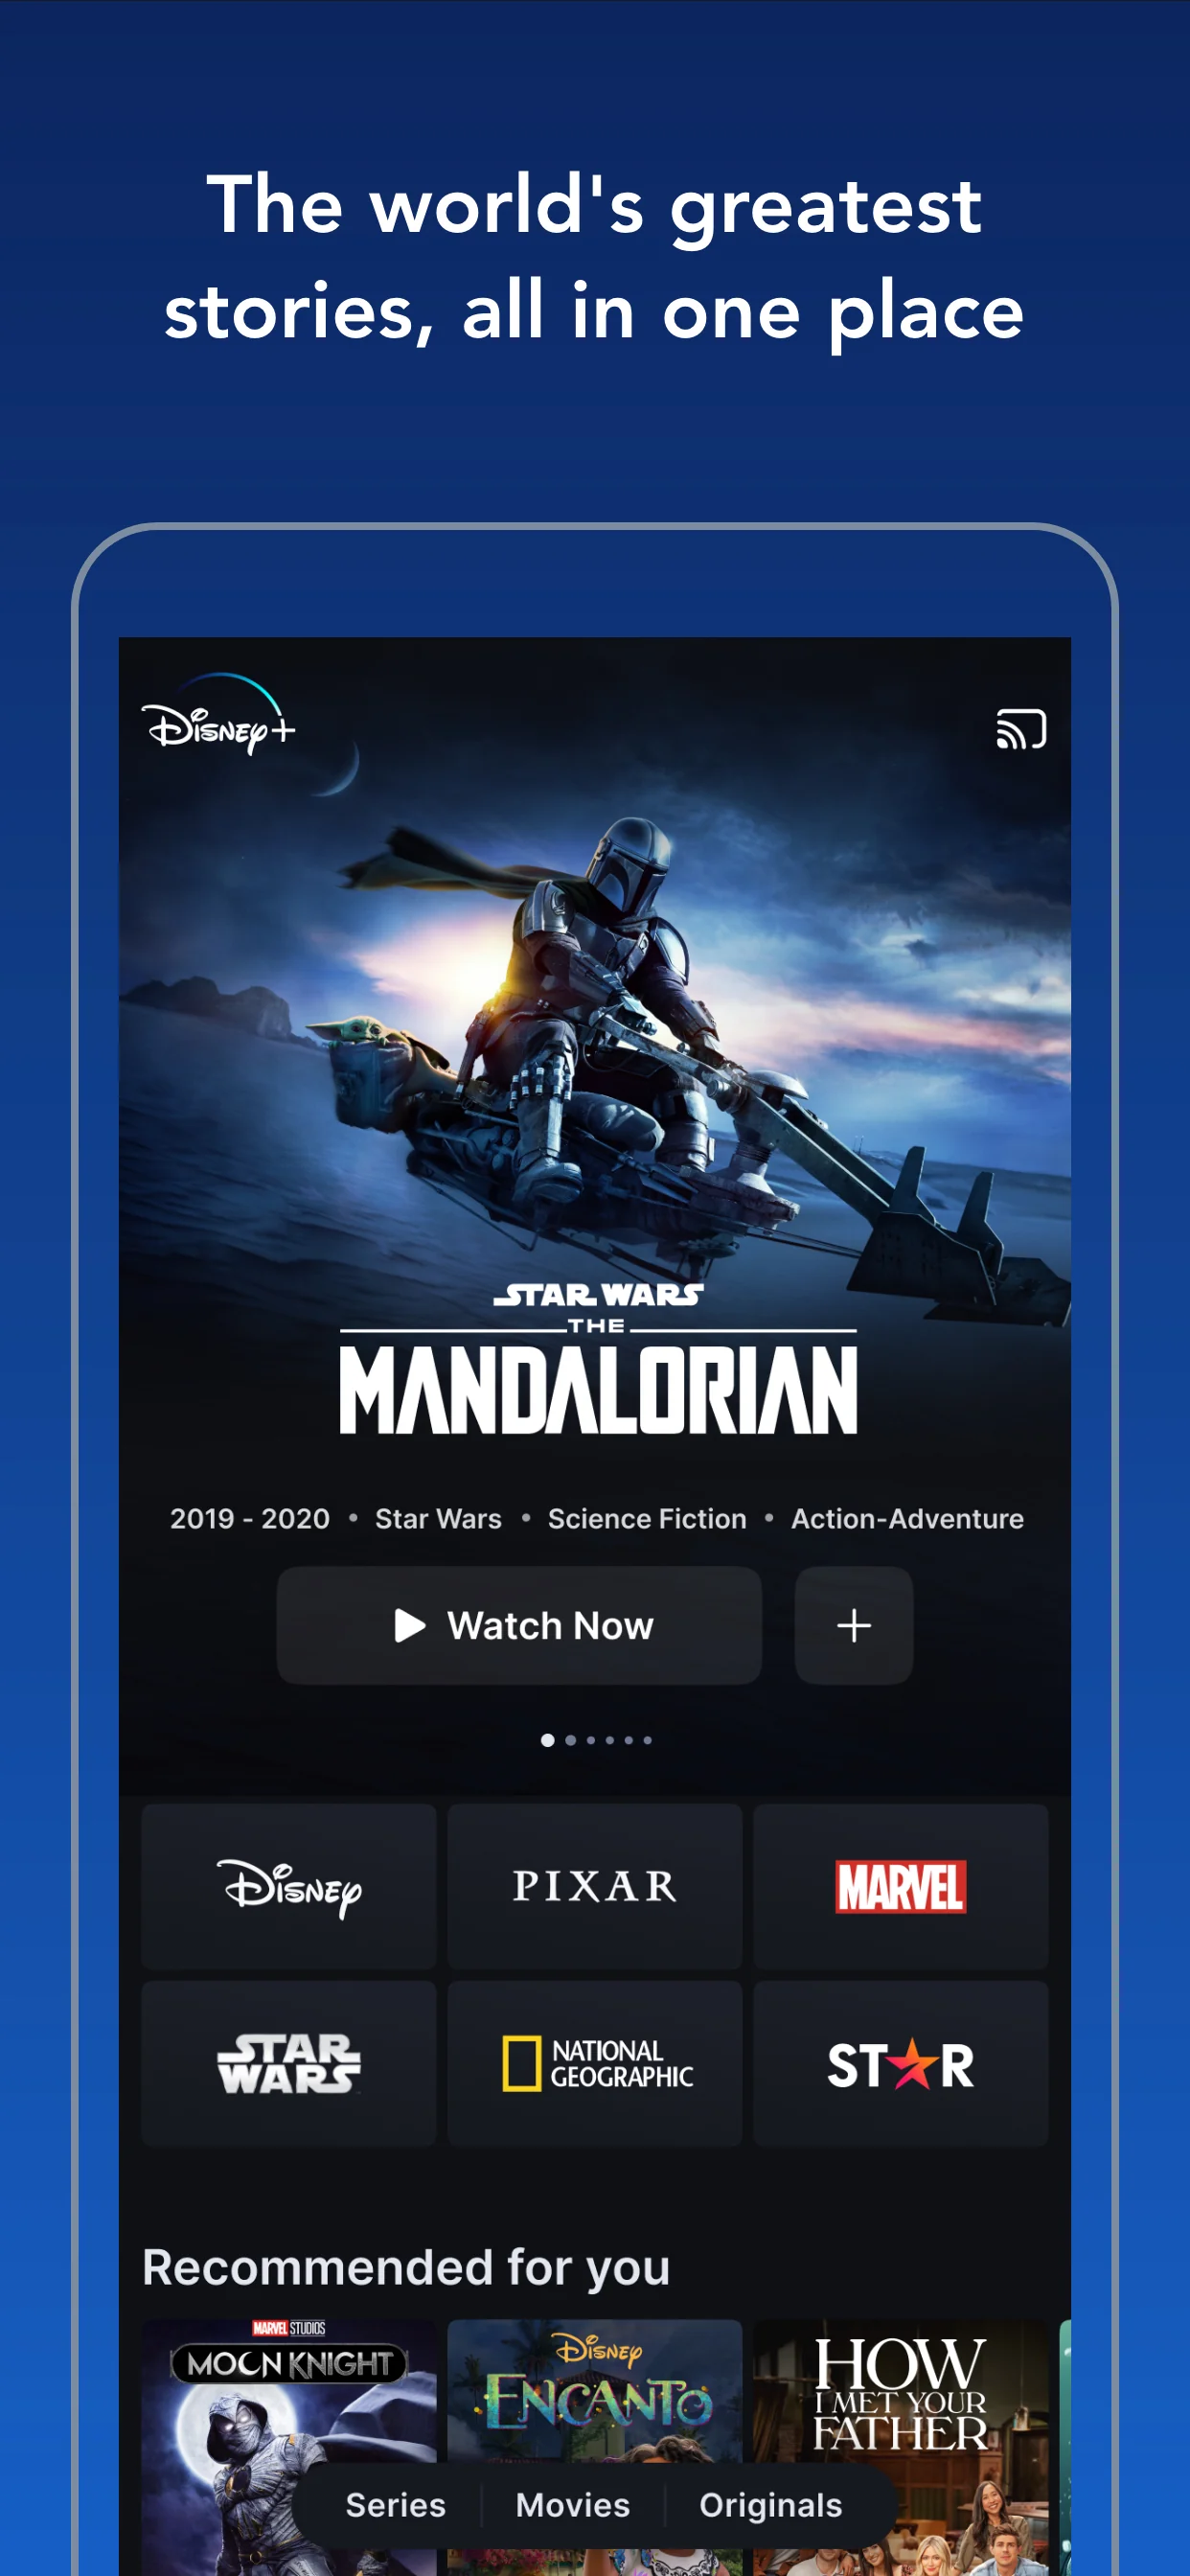 The world's greatest
stories, all in one place
Disney+
STAR WARS
THE
MANDALORIAN
2019 - 2020 • Star Wars • Science Fiction • Action-Adventure
Watch Now
Disney
PIXAR
MARVEL
STAR
WARS
NATIONAL
GEOGRAPHIC
STAR
Recommended for you
MARVEL STUDIOS
MOON KNIGHT
Disney
ENCANTO
HOW
I MET YOUR
FATHER
Series
Movies
Originals